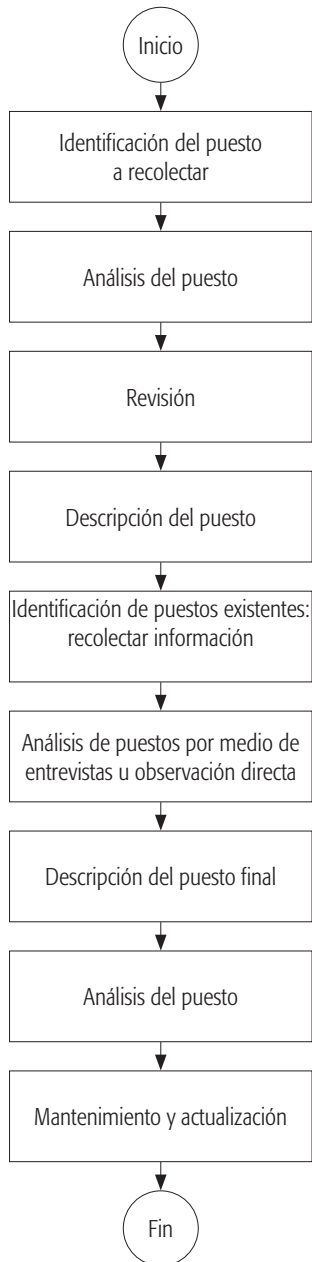 Inicio
Identificación del puesto
a recolectar
Análisis del puesto
Revisión
Descripción del puesto
Identificación de puestos existentes:
recolectar información
Análisis de puestos por medio de
entrevistas u observación directa
Descripción del puesto final
Análisis del puesto
Mantenimiento y actualización
Fin